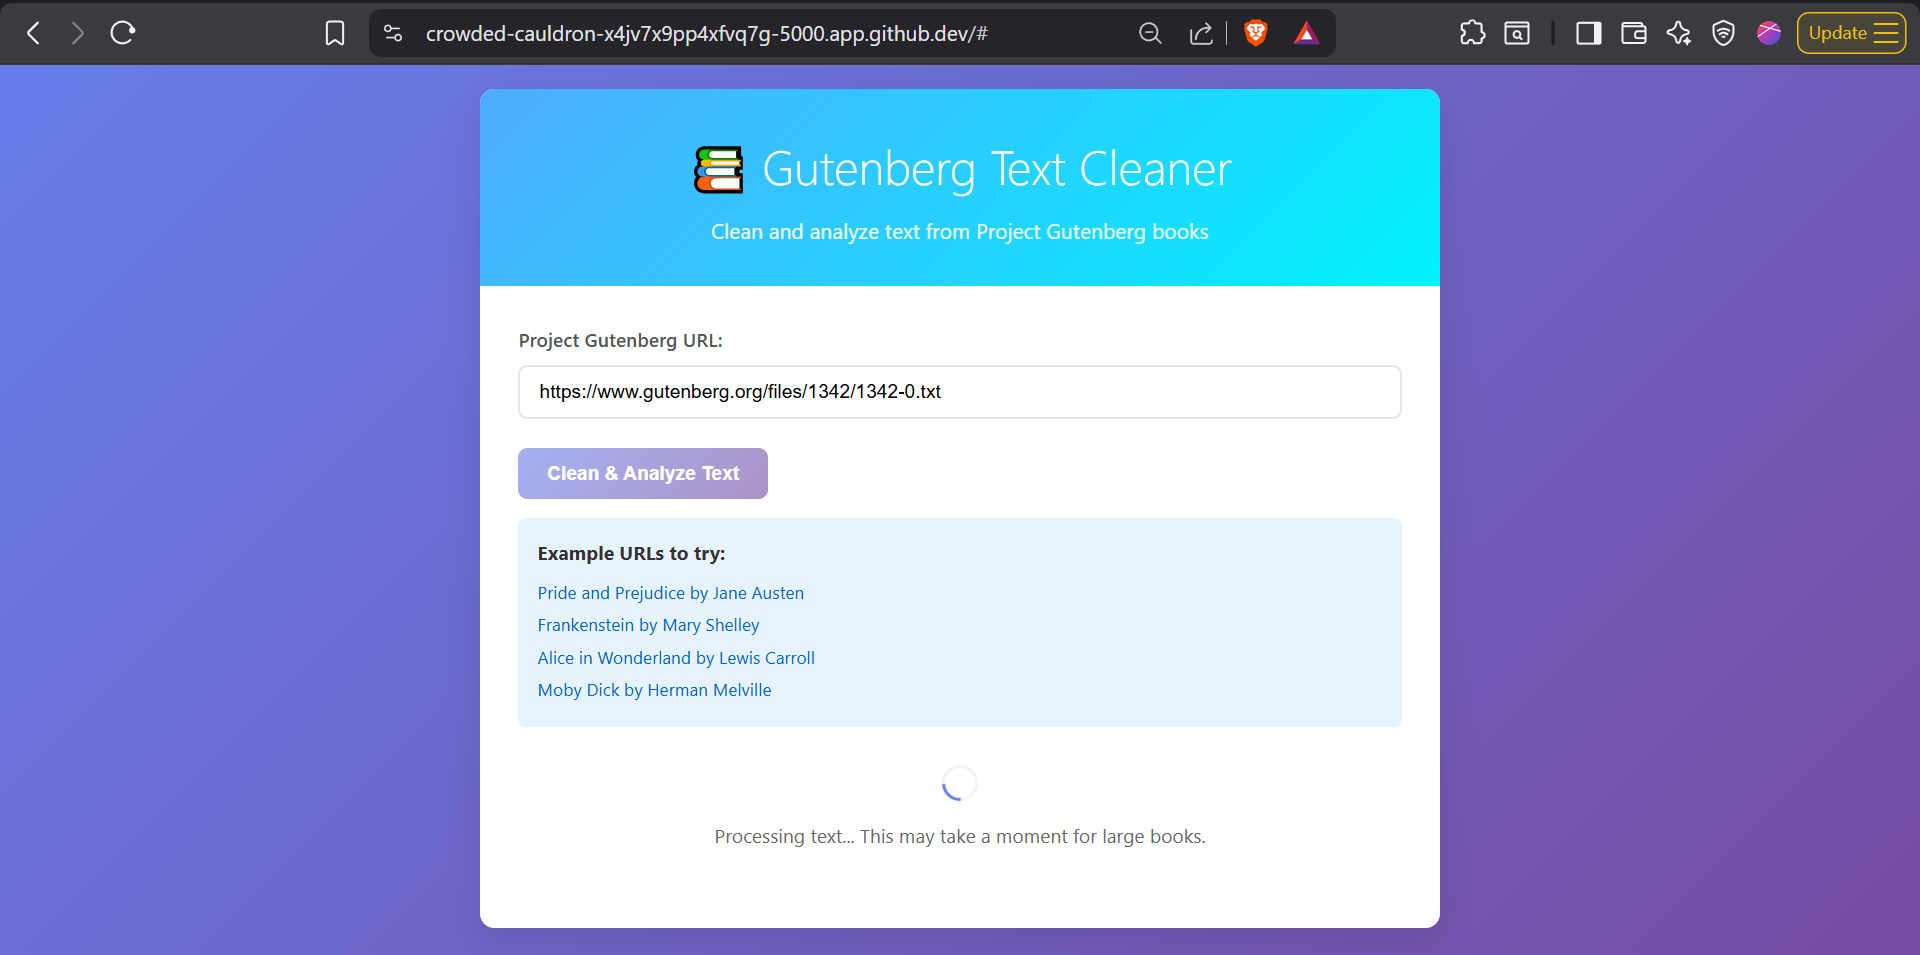 crowded-cauldron-x4jv7x9pp4xfvq7g-5000.app.github.dev/#
Update
Gutenberg Text Cleaner
Clean and analyze text from Project Gutenberg books
Project Gutenberg URL:
https://www.gutenberg.org/files/1342/1342-0.txt
Clean & Analyze Text
Example URLs to try:
Pride and Prejudice by Jane Austen
Frankenstein by Mary Shelley
Alice in Wonderland by Lewis Carroll
Moby Dick by Herman Melville
Processing text... This may take a moment for large books.